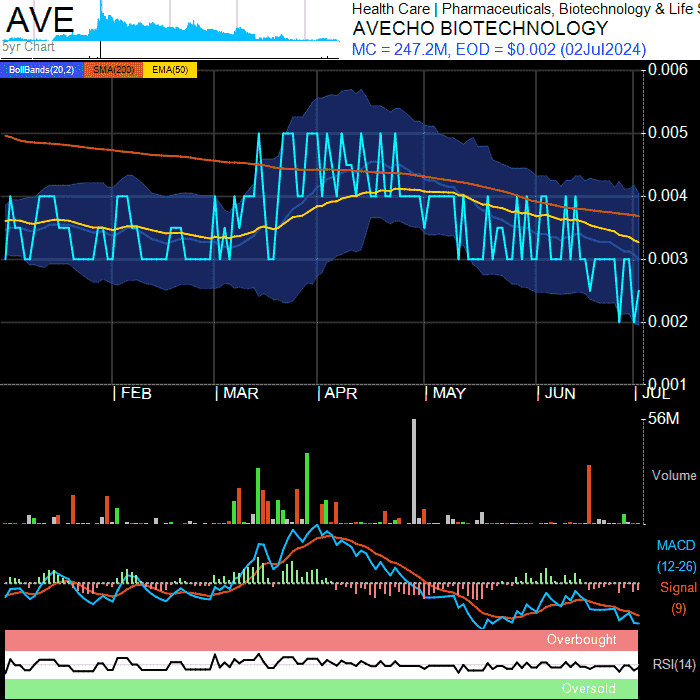 AVE
5yr Chart
Health Care | Pharmaceuticals, Biotechnology & Life S
AVECHO BIOTECHNOLOGY
MC = 247.2M, EOD = $0.002 (02Jul2024)
BollBands(20,2) SMA(200) EMA(50)
0.006
0.005
0.004
0.003
0.002
0.001
FEB MAR APR MAY JUN JUL
56M
Volume
MACD
(12-26)
Signal
(9)
Overbought
RSI(14)
Oversold